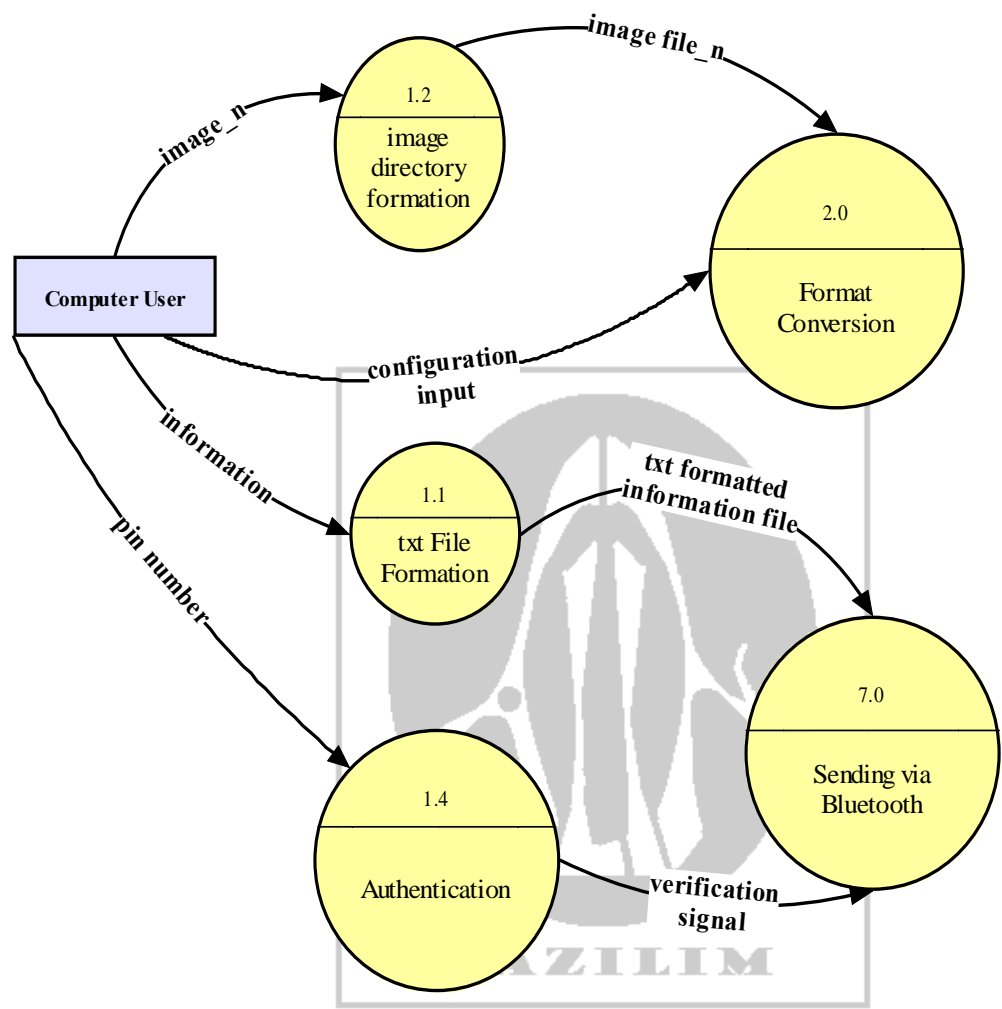 image file_n
1.2
image
directory
formation
image_n
2.0
Format
Conversion
Computer User
configuration
input
information
1.1
txt File
Formation
txt formatted
information file
pin number
7.0
Sending via
Bluetooth
1.4
Authentication
verification
signal
AZILIM